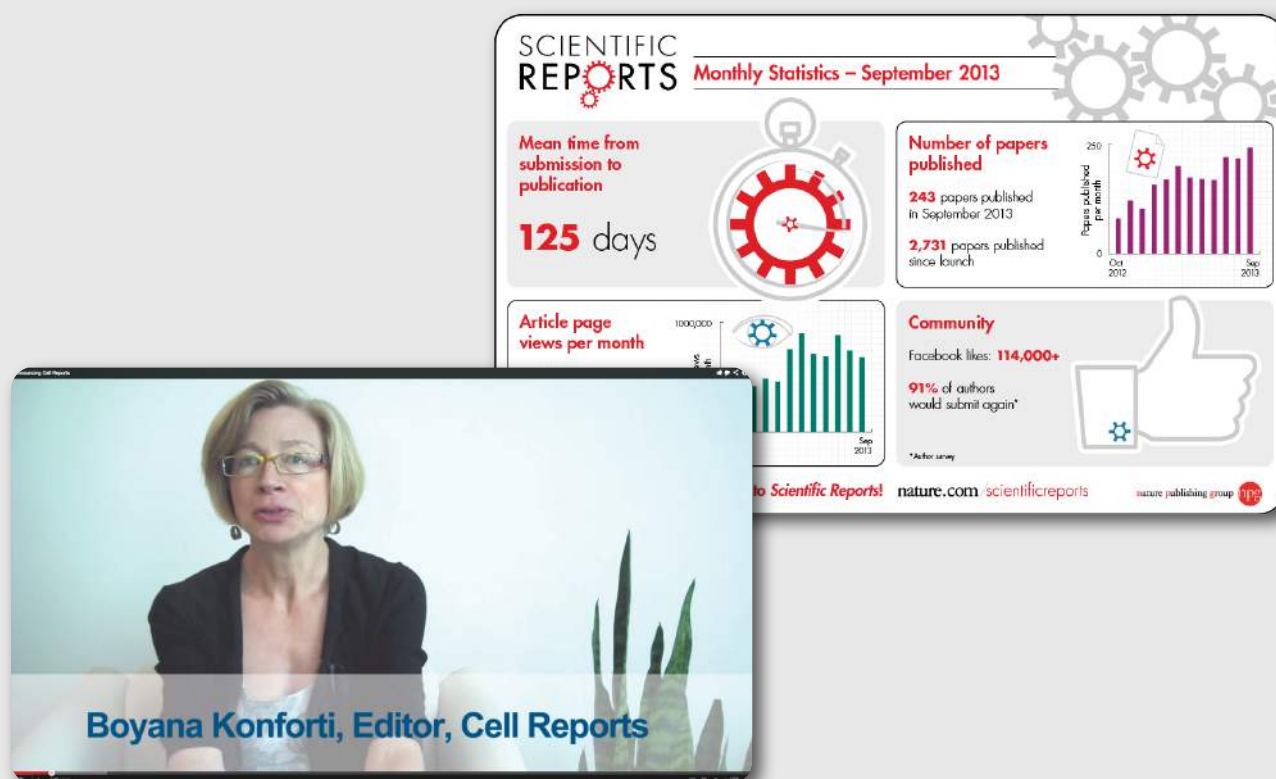 SCIENTIFIC
REPORTS
Monthly Statistics – September 2013
Mean time from
submission to
publication
125 days
Number of papers
published
243 papers published
in September 2013
2,731 papers published
since launch
Papers published
per month
250
0
Oct
2012
Sep
2013
Article page
views per month
1000,000
Sep
2013
Community
Facebook likes: 114,000+
91% of authors
would submit again*
*Author survey
to Scientific Reports!
nature.com/scientificreports
nature publishing group npg
Cell Reports
Boyana Konforti, Editor, Cell Reports